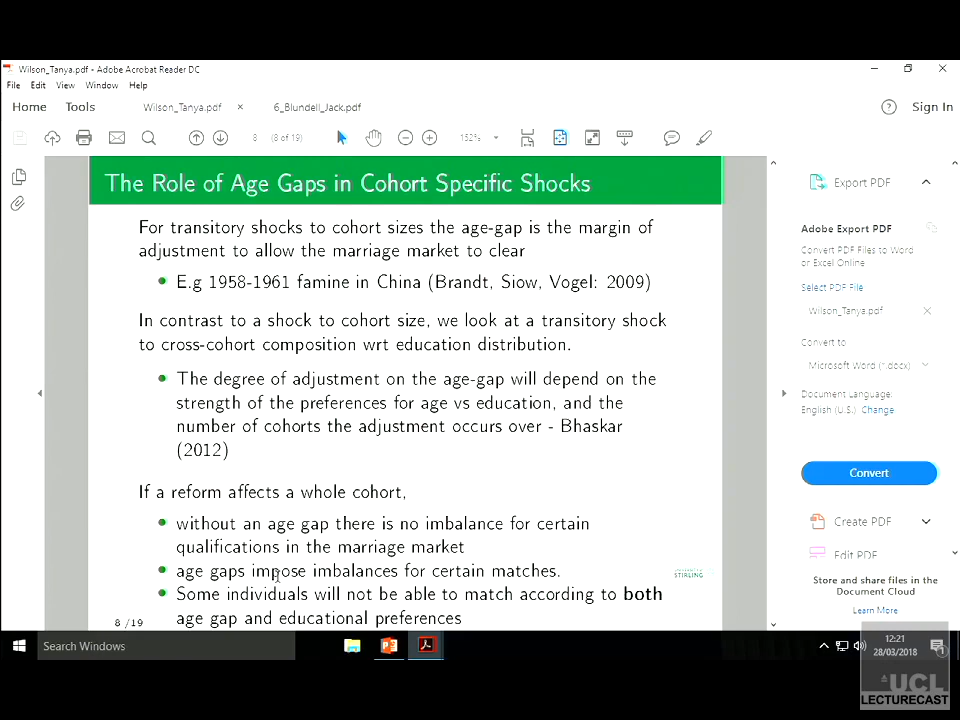 Wilson_Tanya.pdf - Adobe Acrobat Reader DC
File Edit View Window Help
Home Tools Wilson_Tanya.pdf × 6_Blundell_Jack.pdf ? Sign In
8 (8 of 19) 152%
The Role of Age Gaps in Cohort Specific Shocks
For transitory shocks to cohort sizes the age-gap is the margin of
adjustment to allow the marriage market to clear
E.g 1958-1961 famine in China (Brandt, Siow, Vogel: 2009)
In contrast to a shock to cohort size, we look at a transitory shock
to cross-cohort composition wrt education distribution.
The degree of adjustment on the age-gap will depend on the
strength of the preferences for age vs education, and the
number of cohorts the adjustment occurs over - Bhaskar
(2012)
If a reform affects a whole cohort,
without an age gap there is no imbalance for certain
qualifications in the marriage market
age gaps impose imbalances for certain matches.
Some individuals will not be able to match according to both
age gap and educational preferences
STIRLING
8 /19
Export PDF
Adobe Export PDF
Convert PDF Files to Word
or Excel Online
Select PDF File
Wilson_Tanya.pdf
Convert to
Microsoft Word (*.docx)
Document Language:
English (U.S.) Change
Convert
Create PDF
Edit PDF
Store and share files in the
Document Cloud
Learn More
Search Windows
12:21
28/03/2018
UCL
LECTURECAST